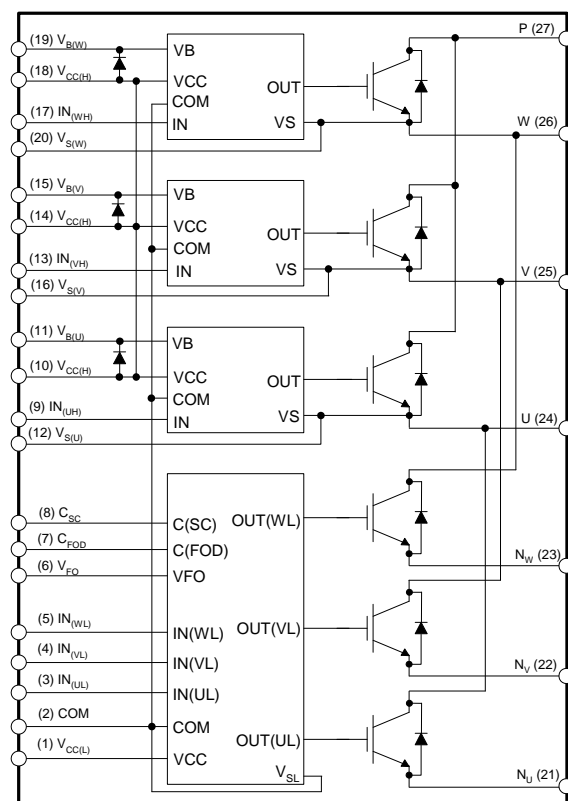 (19) VB(W)
VB
P (27)
(18) VCC(H)
VCC
COM
OUT
(17) IN(WH)
IN
VS
W (26)
(20) VS(W)
(15) VB(V)
VB
(14) VCC(H)
VCC
OUT
COM
(13) IN(VH)
IN
VS
V (25)
(16) VS(V)
(11) VB(U)
VB
(10) VCC(H)
VCC
OUT
COM
(9) IN(UH)
IN
VS
U (24)
(12) VS(U)
(8) CSC
C(SC)
OUT(WL)
(7) CFOD
C(FOD)
NW (23)
(6) VFO
VFO
(5) IN(WL)
IN(WL)
OUT(VL)
(4) IN(VL)
IN(VL)
NV (22)
(3) IN(UL)
IN(UL)
(2) COM
COM
OUT(UL)
(1) VCC(L)
VCC
VSL
NU (21)